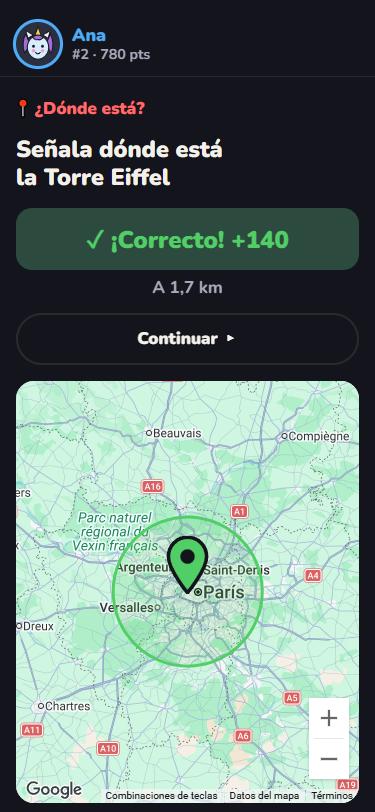 Ana
#2 · 780 pts
¿Dónde está?
Señala dónde está
la Torre Eiffel
✓ ¡Correcto! +140
A 1,7 km
Continuar ▸
Beauvais
Compiègne
A16
ers
A1
Parc naturel
régional du
Vexin français
Argenteu
Saint-Denis
A4
París
Versalles
Dreux
Chartres
A5
A11
A6
A10
+
−
A19
Google
Combinaciones de teclas
Datos del mapa
Términos